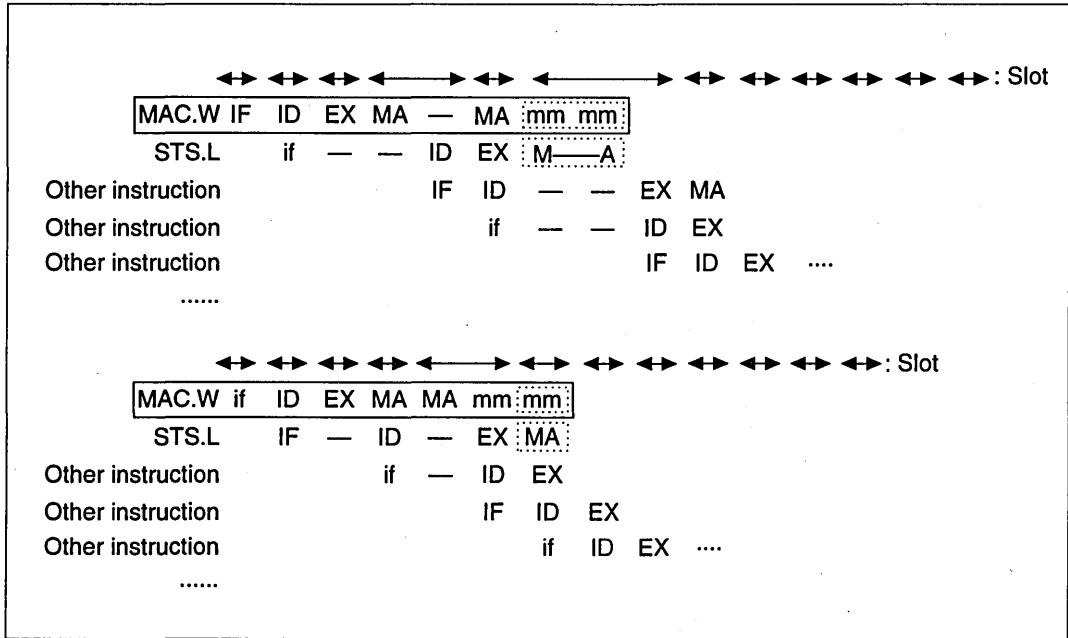 : Slot
MAC.W IF ID EX MA — MA mm mm
STS.L if — — ID EX M——A
Other instruction IF ID — — EX MA
Other instruction if — — ID EX
Other instruction IF ID EX ....
......
: Slot
MAC.W if ID EX MA MA mm mm
STS.L IF — ID — EX MA
Other instruction if — ID EX
Other instruction IF ID EX
Other instruction if ID EX ....
......